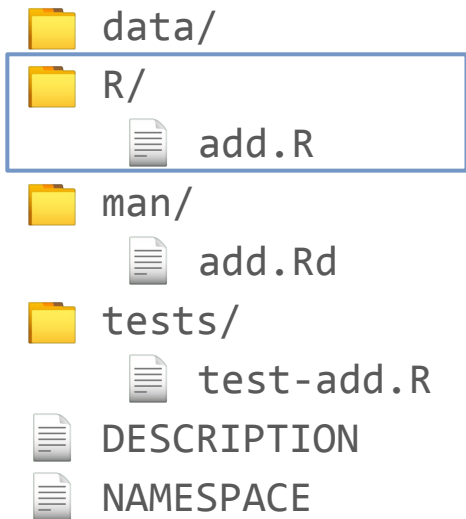 data/
R/
add.R
man/
add.Rd
tests/
test-add.R
DESCRIPTION
NAMESPACE